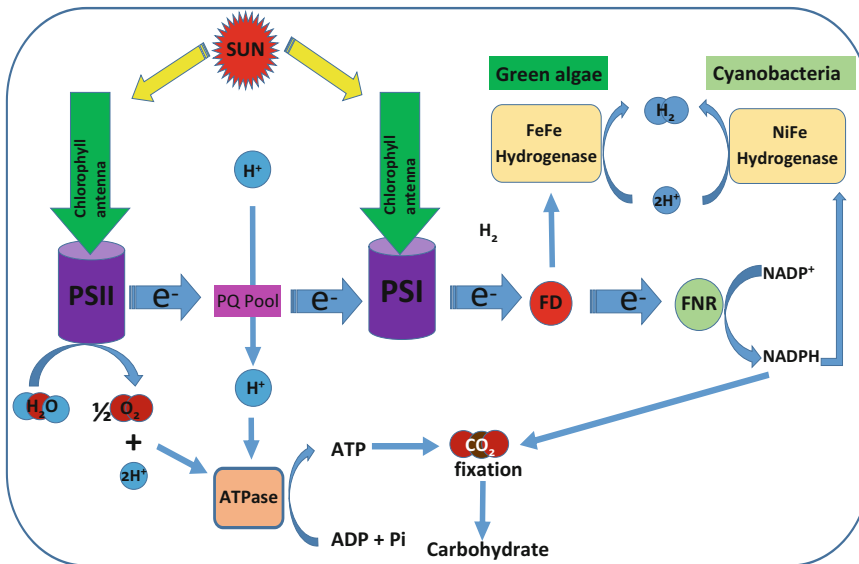 SUN
Green algae
Cyanobacteria
FeFe
Hydrogenase
H₂
NiFe
Hydrogenase
2H⁺
Chlorophyll
antenna
H⁺
Chlorophyll
antenna
H₂
PSII
e-
PQ Pool
e-
PSI
e-
FD
e-
FNR
NADP⁺
NADPH
H₂O
½ O₂
+
2H⁺
H⁺
ATPase
ATP
ADP + Pi
CO₂
fixation
Carbohydrate